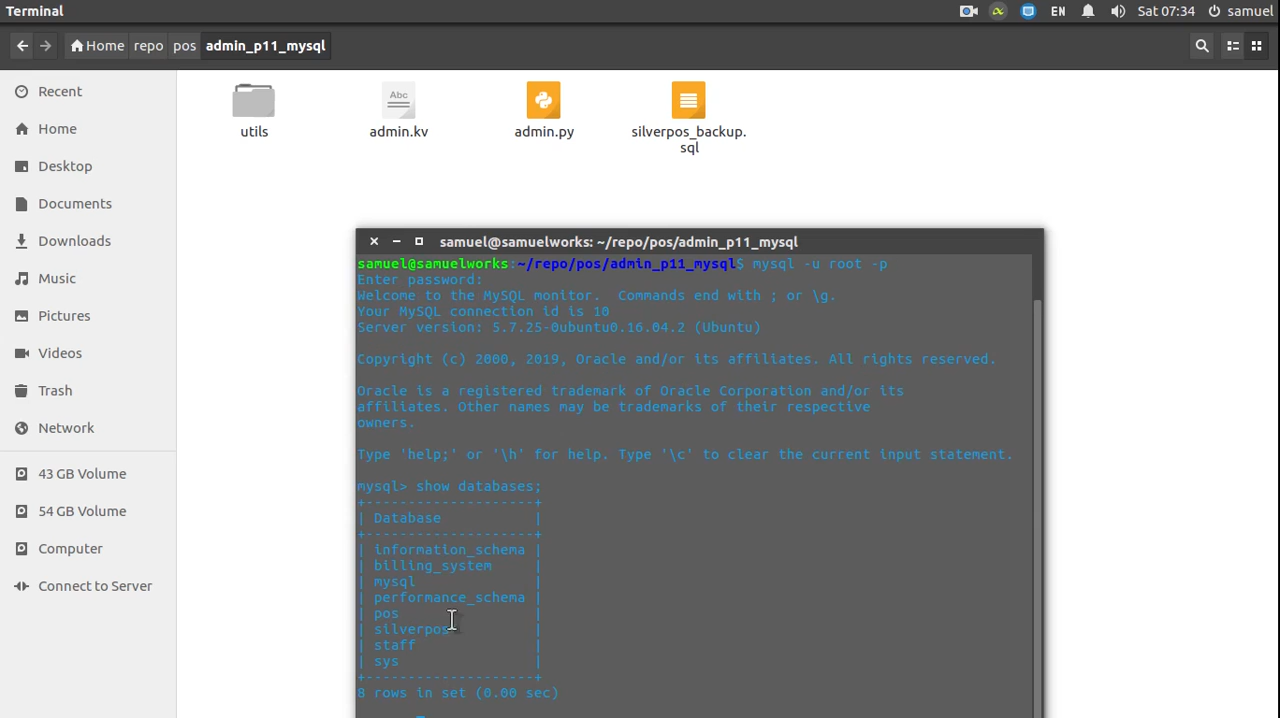 Terminal
EN
Sat 07:34
samuel
Home
repo
pos
admin_p11_mysql
Recent
Home
Desktop
Documents
Downloads
Music
Pictures
Videos
Trash
Network
43 GB Volume
54 GB Volume
Computer
Connect to Server
utils
Abc
admin.kv
admin.py
silverpos_backup.
sql
samuel@samuelworks: ~/repo/pos/admin_p11_mysql
samuel@samuelworks:~/repo/pos/admin_p11_mysql$ mysql -u root -p
Enter password:
Welcome to the MySQL monitor.  Commands end with ; or \g.
Your MySQL connection id is 10
Server version: 5.7.25-0ubuntu0.16.04.2 (Ubuntu)
Copyright (c) 2000, 2019, Oracle and/or its affiliates. All rights reserved.
Oracle is a registered trademark of Oracle Corporation and/or its
affiliates. Other names may be trademarks of their respective
owners.
Type 'help;' or '\h' for help. Type '\c' to clear the current input statement.
mysql> show databases;
+--------------------+
| Database           |
+--------------------+
| information_schema |
| billing_system     |
| mysql              |
| performance_schema |
| pos                |
| silverpos          |
| staff              |
| sys                |
+--------------------+
8 rows in set (0.00 sec)